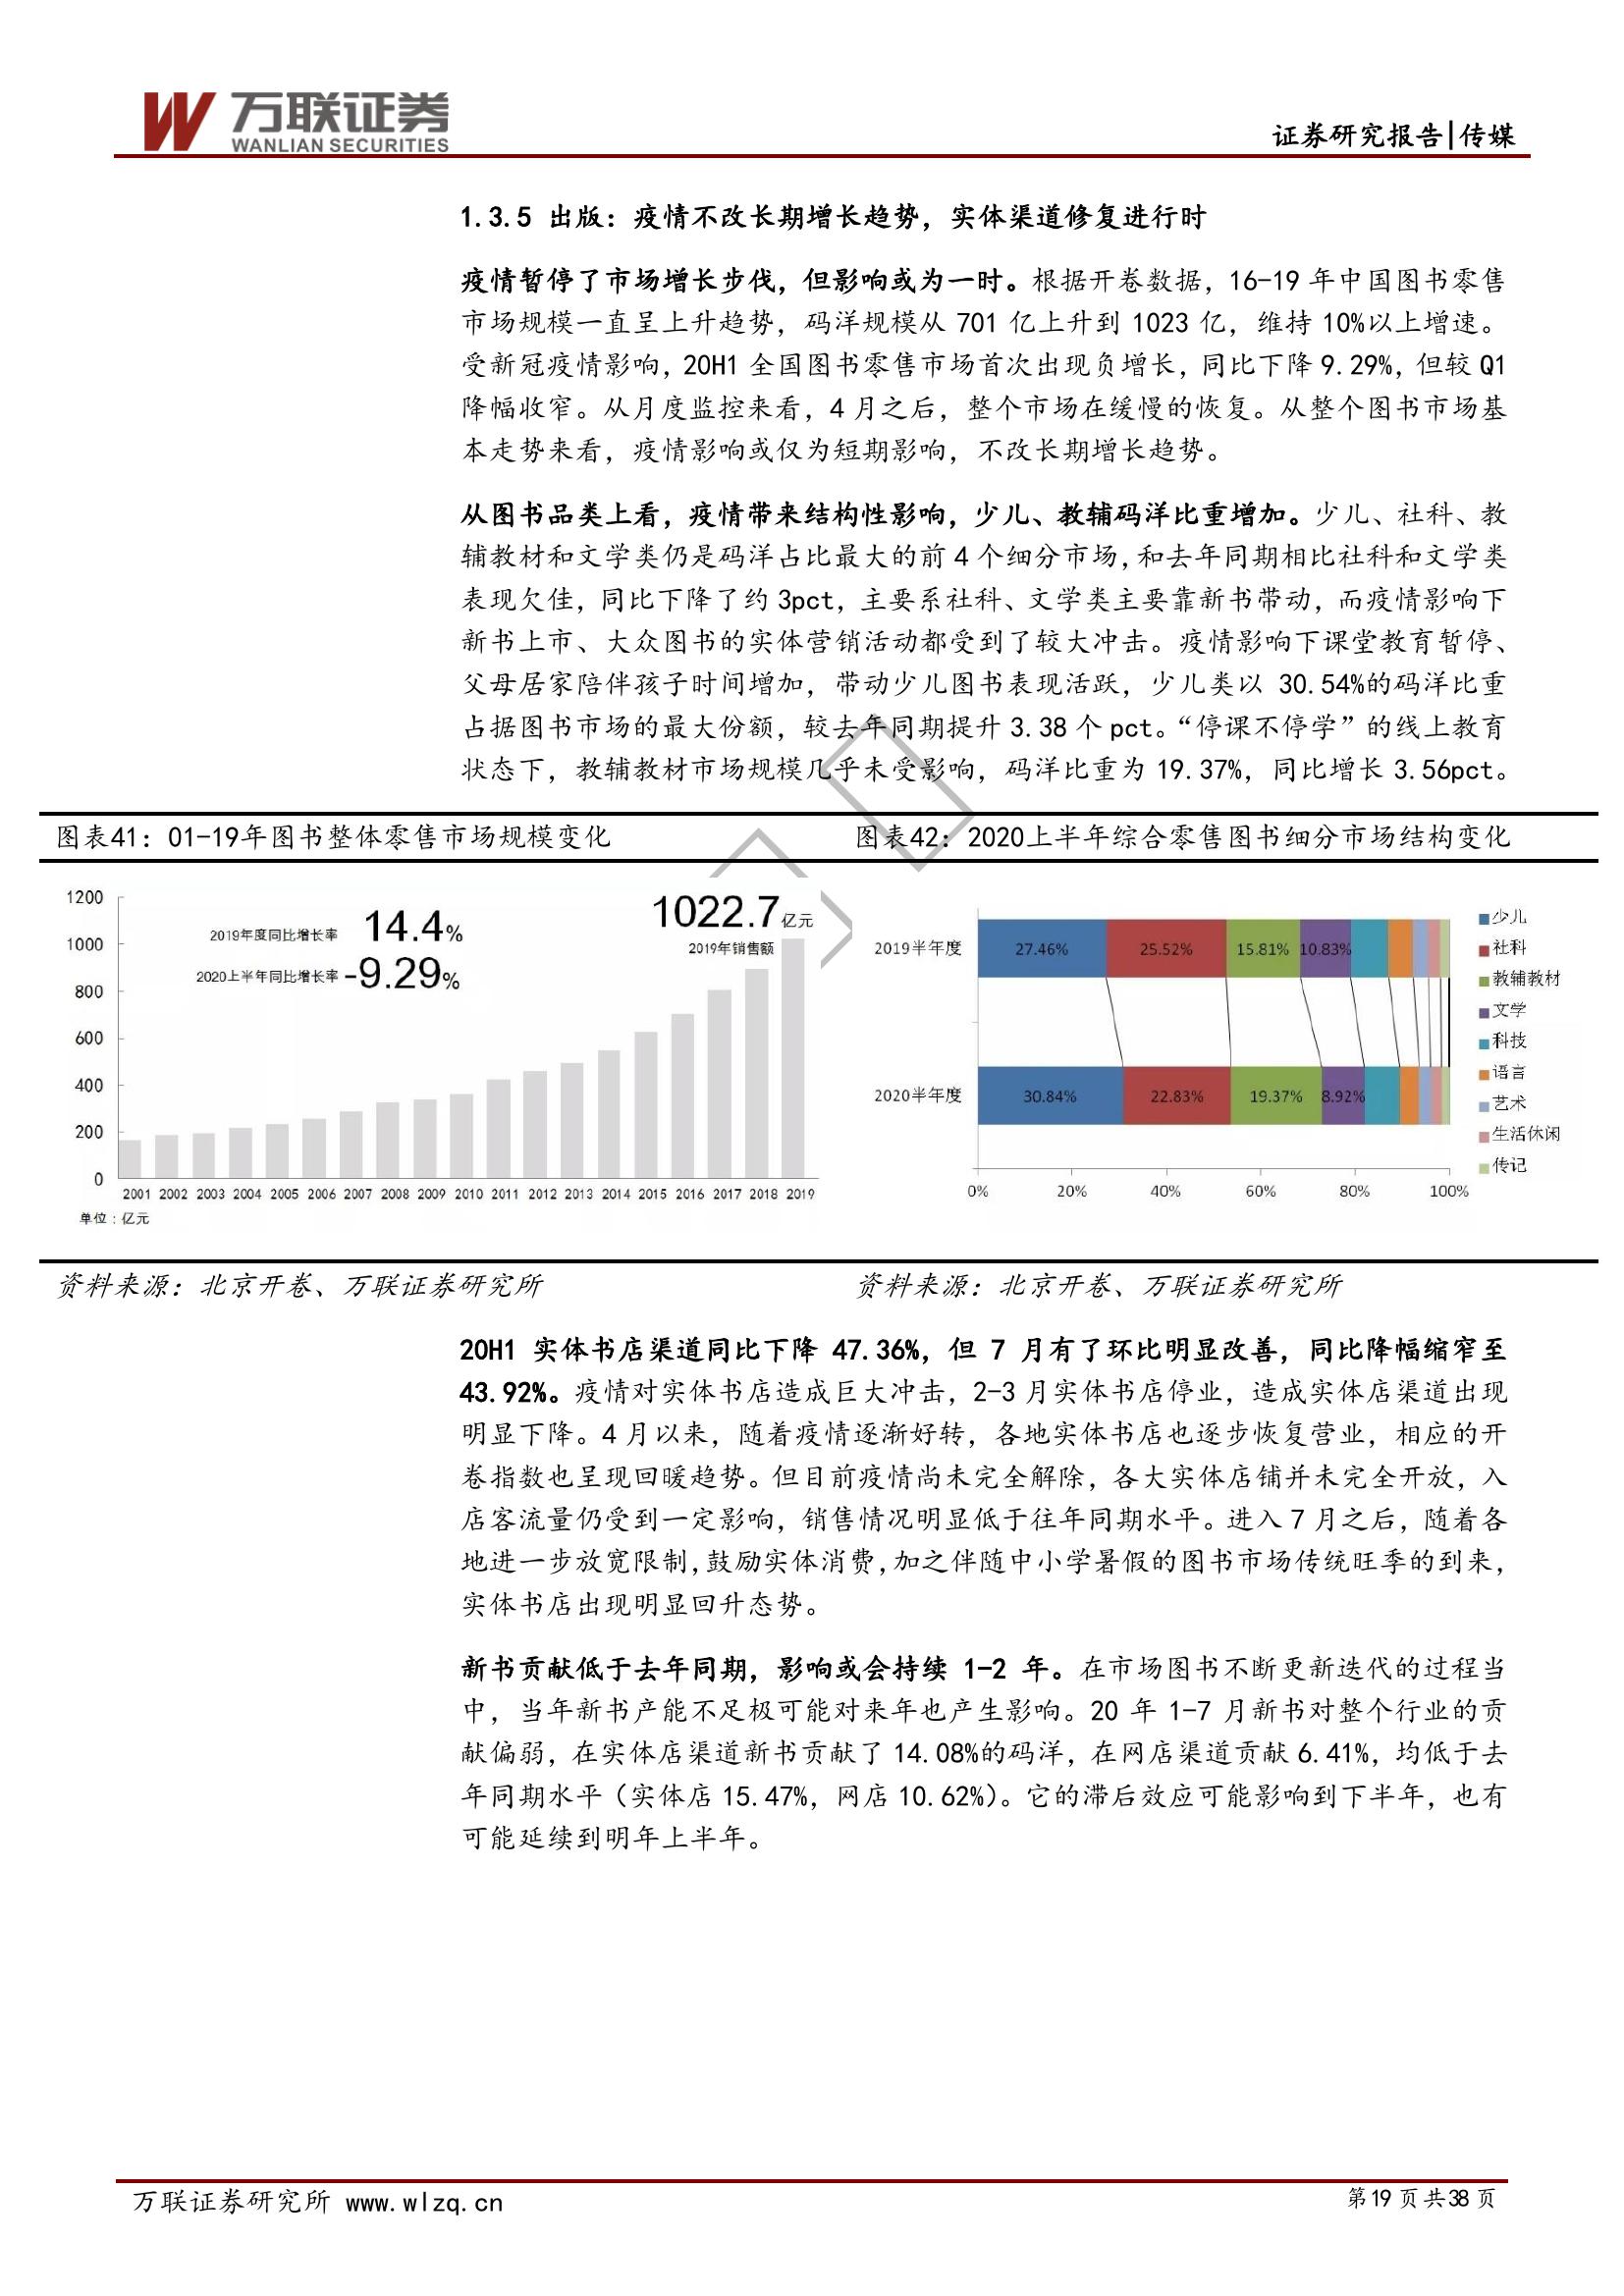 万联证券
WANLIAN SECURITIES
证券研究报告|传媒
1.3.5 出版：疫情不改长期增长趋势，实体渠道修复进行时
疫情暂停了市场增长步伐，但影响或为一时。根据开卷数据，16-19 年中国图书零售
市场规模一直呈上升趋势，码洋规模从 701 亿上升到 1023 亿，维持 10%以上增速。
受新冠疫情影响，20H1 全国图书零售市场首次出现负增长，同比下降 9.29%，但较 Q1
降幅收窄。从月度监控来看，4 月之后，整个市场在缓慢的恢复。从整个图书市场基
本走势来看，疫情影响或仅为短期影响，不改长期增长趋势。
从图书品类上看，疫情带来结构性影响，少儿、教辅码洋比重增加。少儿、社科、教
辅教材和文学类仍是码洋占比最大的前 4 个细分市场，和去年同期相比社科和文学类
表现欠佳，同比下降了约 3pct，主要系社科、文学类主要靠新书带动，而疫情影响下
新书上市、大众图书的实体营销活动都受到了较大冲击。疫情影响下课堂教育暂停、
父母居家陪伴孩子时间增加，带动少儿图书表现活跃，少儿类以 30.54%的码洋比重
占据图书市场的最大份额，较去年同期提升 3.38 个 pct。“停课不停学”的线上教育
状态下，教辅教材市场规模几乎未受影响，码洋比重为 19.37%，同比增长 3.56pct。
图表41：01-19年图书整体零售市场规模变化
1200
1000
800
600
400
200
0
2019年度同比增长率 14.4%
2020上半年同比增长率 -9.29%
1022.7亿元
2019年销售额
2001 2002 2003 2004 2005 2006 2007 2008 2009 2010 2011 2012 2013 2014 2015 2016 2017 2018 2019
单位：亿元
资料来源：北京开卷、万联证券研究所
图表42：2020上半年综合零售图书细分市场结构变化
2019半年度 27.46% 25.52% 15.81% 10.83%
2020半年度 30.84% 22.83% 19.37% 8.92%
0% 20% 40% 60% 80% 100%
少儿
社科
教辅教材
文学
科技
语言
艺术
生活休闲
传记
资料来源：北京开卷、万联证券研究所
20H1 实体书店渠道同比下降 47.36%，但 7 月有了环比明显改善，同比降幅缩窄至
43.92%。疫情对实体书店造成巨大冲击，2-3 月实体书店停业，造成实体店渠道出现
明显下降。4 月以来，随着疫情逐渐好转，各地实体书店也逐步恢复营业，相应的开
卷指数也呈现回暖趋势。但目前疫情尚未完全解除，各大实体店铺并未完全开放，入
店客流量仍受到一定影响，销售情况明显低于往年同期水平。进入 7 月之后，随着各
地进一步放宽限制，鼓励实体消费，加之伴随中小学暑假的图书市场传统旺季的到来，
实体书店出现明显回升态势。
新书贡献低于去年同期，影响或会持续 1-2 年。在市场图书不断更新迭代的过程当
中，当年新书产能不足极可能对来年也产生影响。20 年 1-7 月新书对整个行业的贡
献偏弱，在实体店渠道新书贡献了 14.08%的码洋，在网店渠道贡献 6.41%，均低于去
年同期水平（实体店 15.47%，网店 10.62%）。它的滞后效应可能影响到下半年，也有
可能延续到明年上半年。
万联证券研究所 www.wlzq.cn
第 19 页 共 38 页